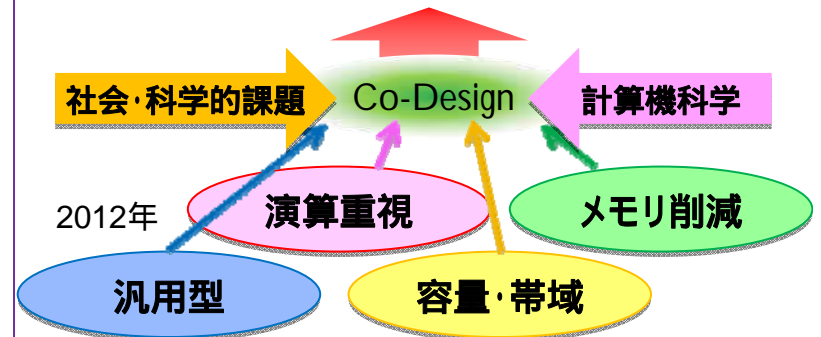 社会・科学的課題
Co-Design
計算機科学
2012年
演算重視
メモリ削減
汎用型
容量・帯域